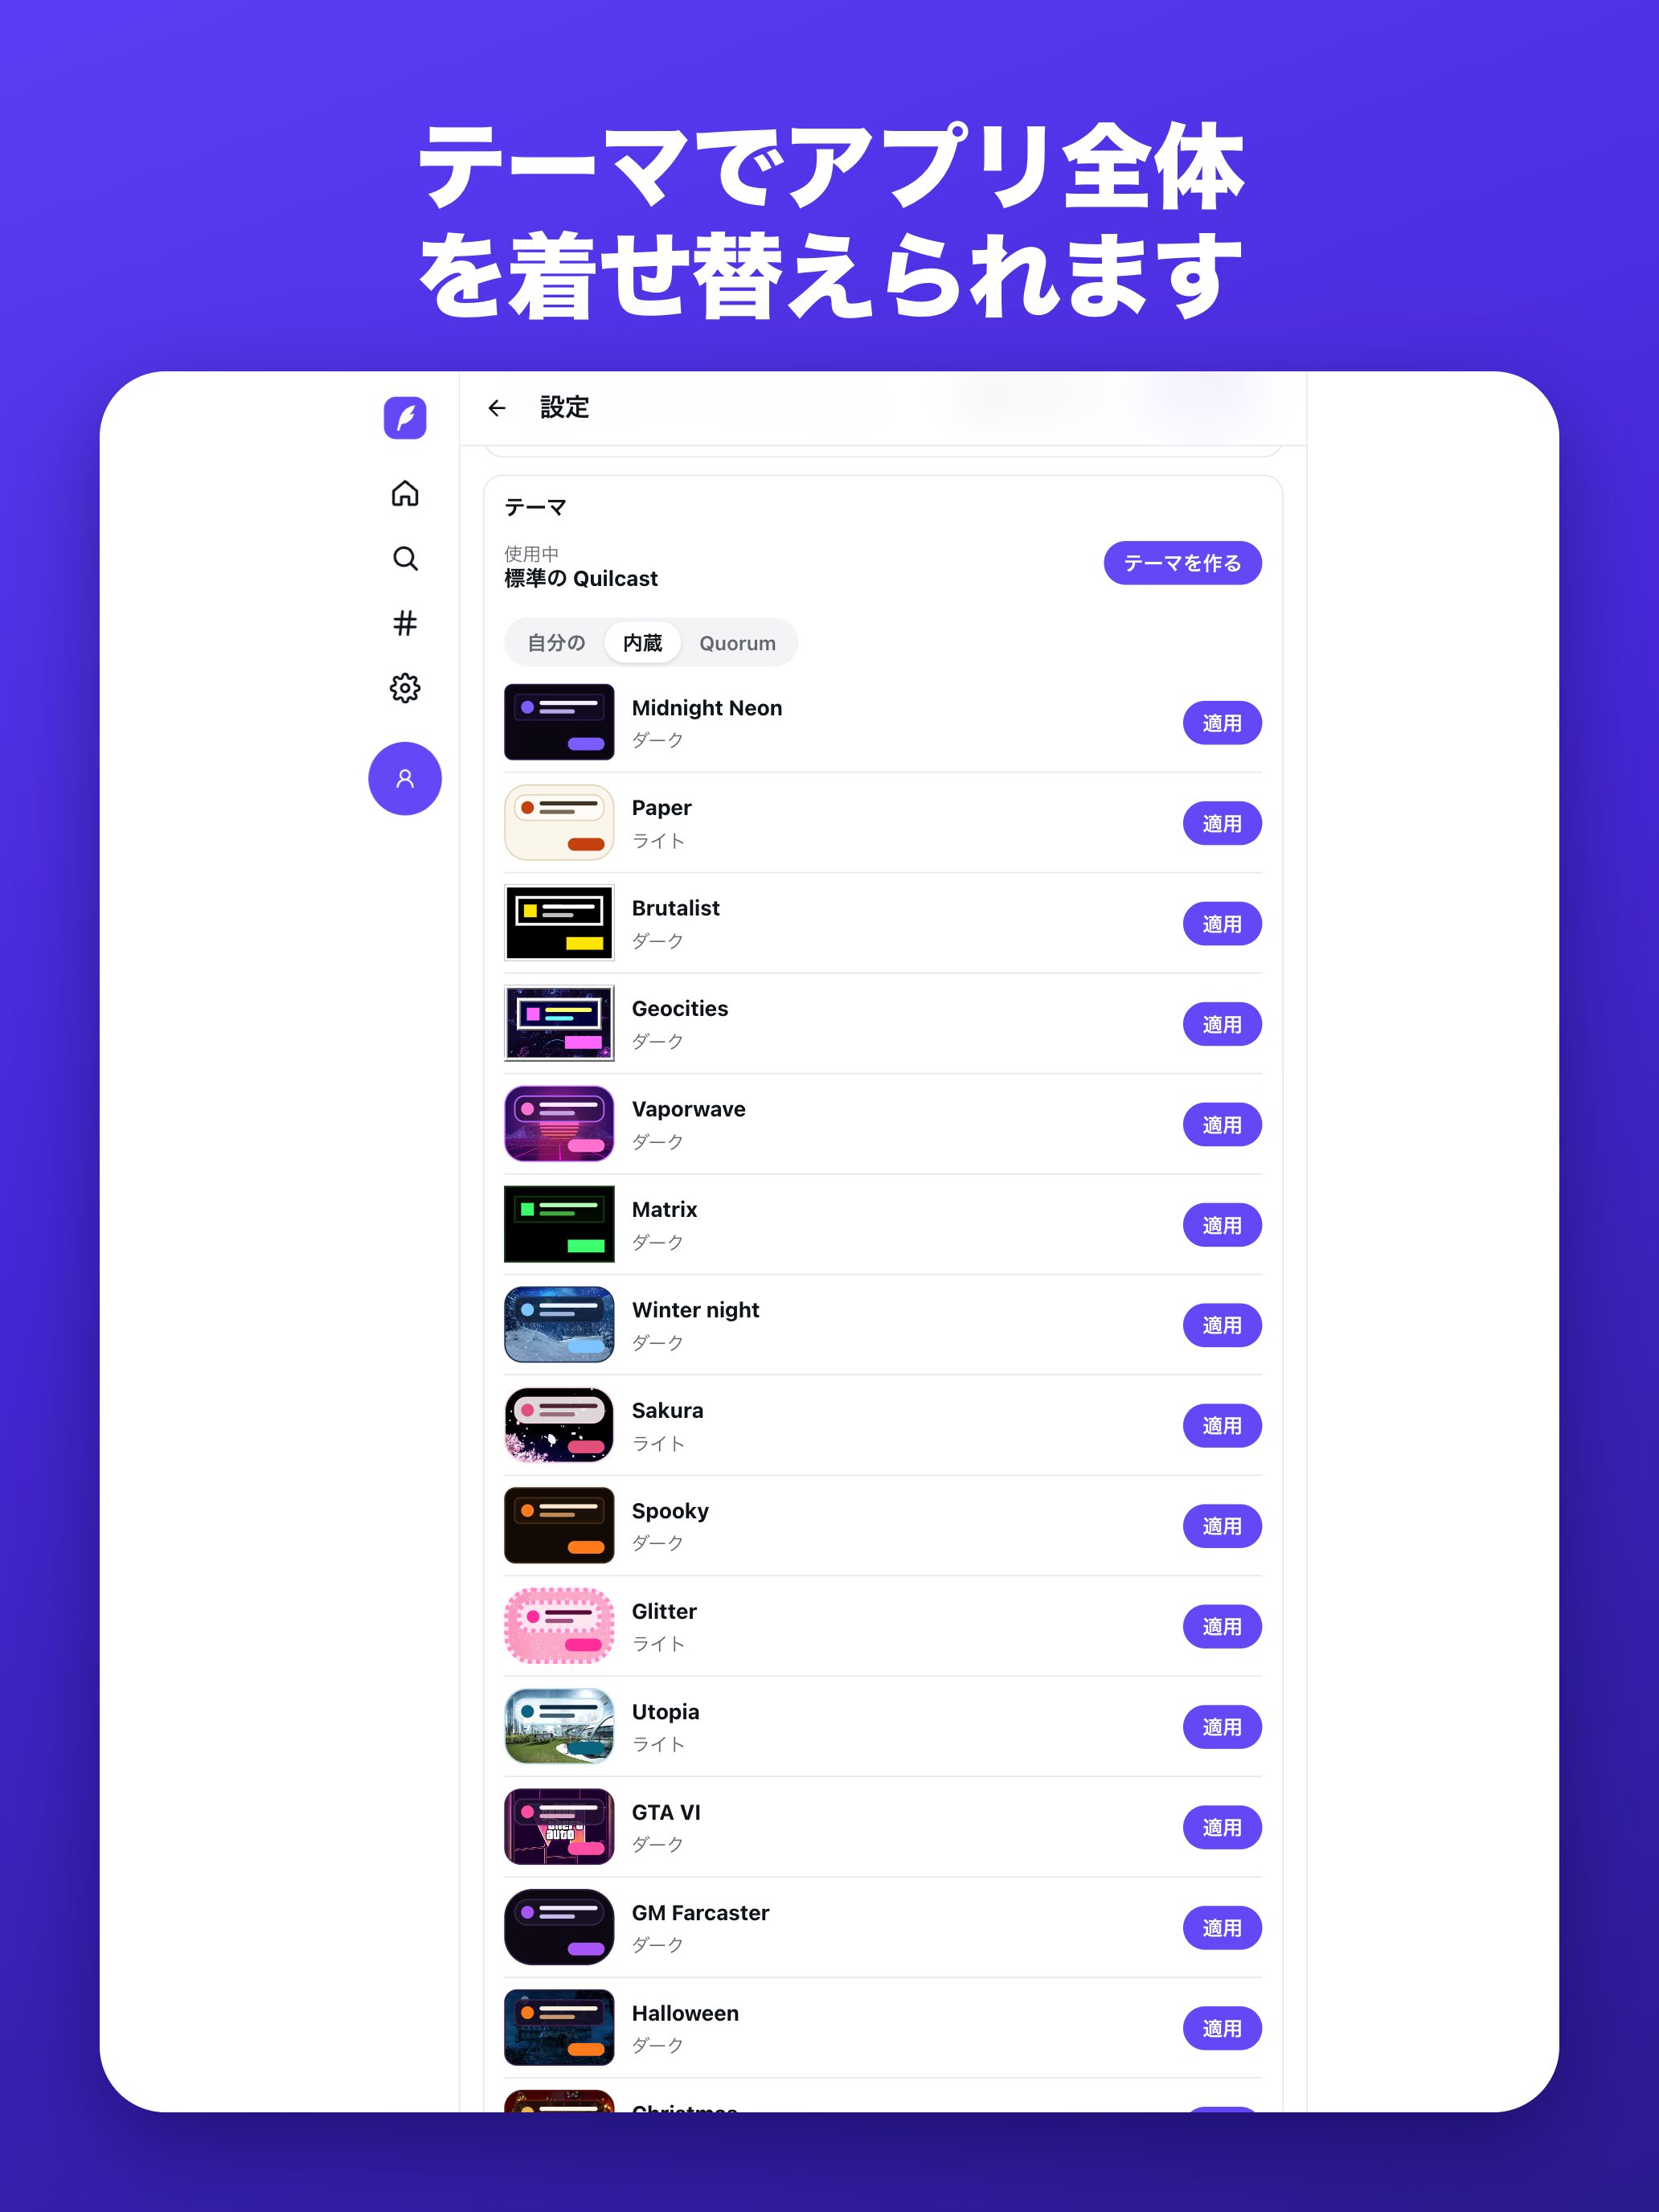 テーマでアプリ全体
を着せ替えられます
設定
テーマ
使用中
標準の Quilcast
テーマを作る
自分の
内蔵
Quorum
Midnight Neon
ダーク
適用
Paper
ライト
適用
Brutalist
ダーク
適用
Geocities
ダーク
適用
Vaporwave
ダーク
適用
Matrix
ダーク
適用
Winter night
ダーク
適用
Sakura
ライト
適用
Spooky
ダーク
適用
Glitter
ライト
適用
Utopia
ライト
適用
auto
GTA VI
ダーク
適用
GM Farcaster
ダーク
適用
Halloween
ダーク
適用
Christmas